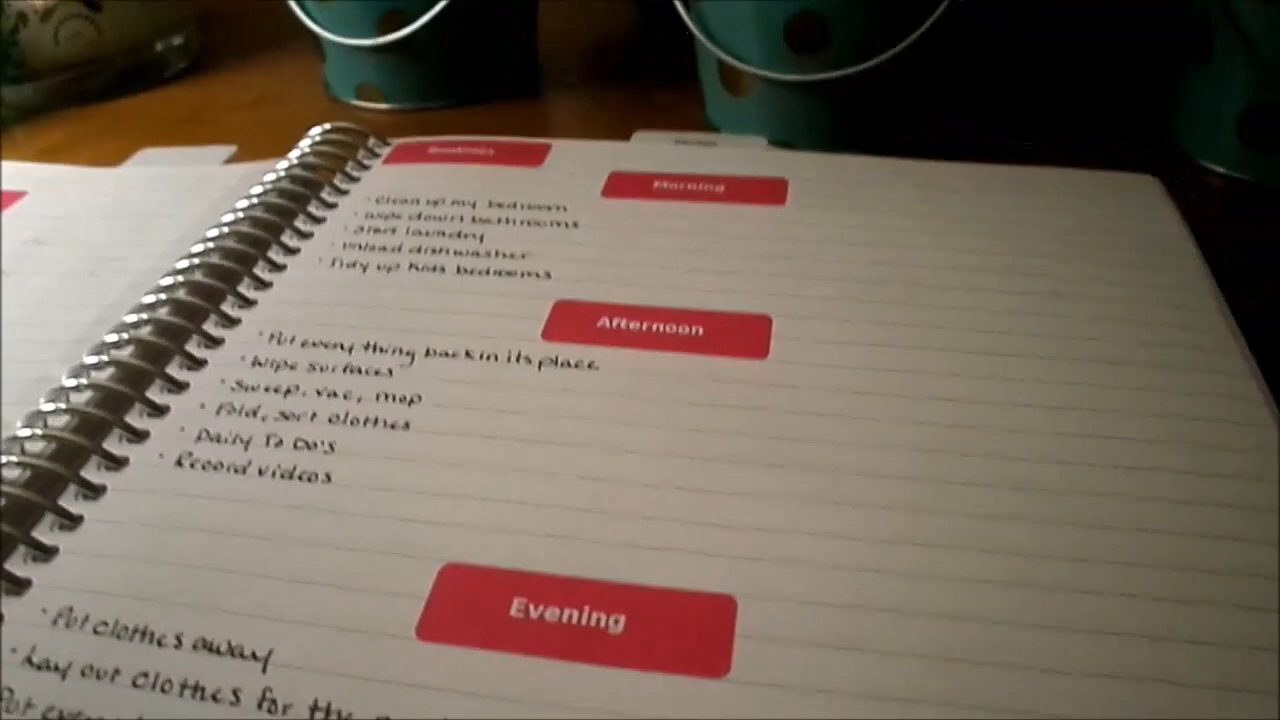 Routines
Morning
· Clean up my bedroom
· Wipe down bathrooms
· Start laundry
· Unload dishwasher
· Tidy up kids bedrooms
Afternoon
· Put everything back in its place
· Wipe surfaces
· Sweep, vac, mop
· Fold, sort clothes
· Daily To Do's
· Record videos
Evening
· Put clothes away
· Lay out clothes for the
Put